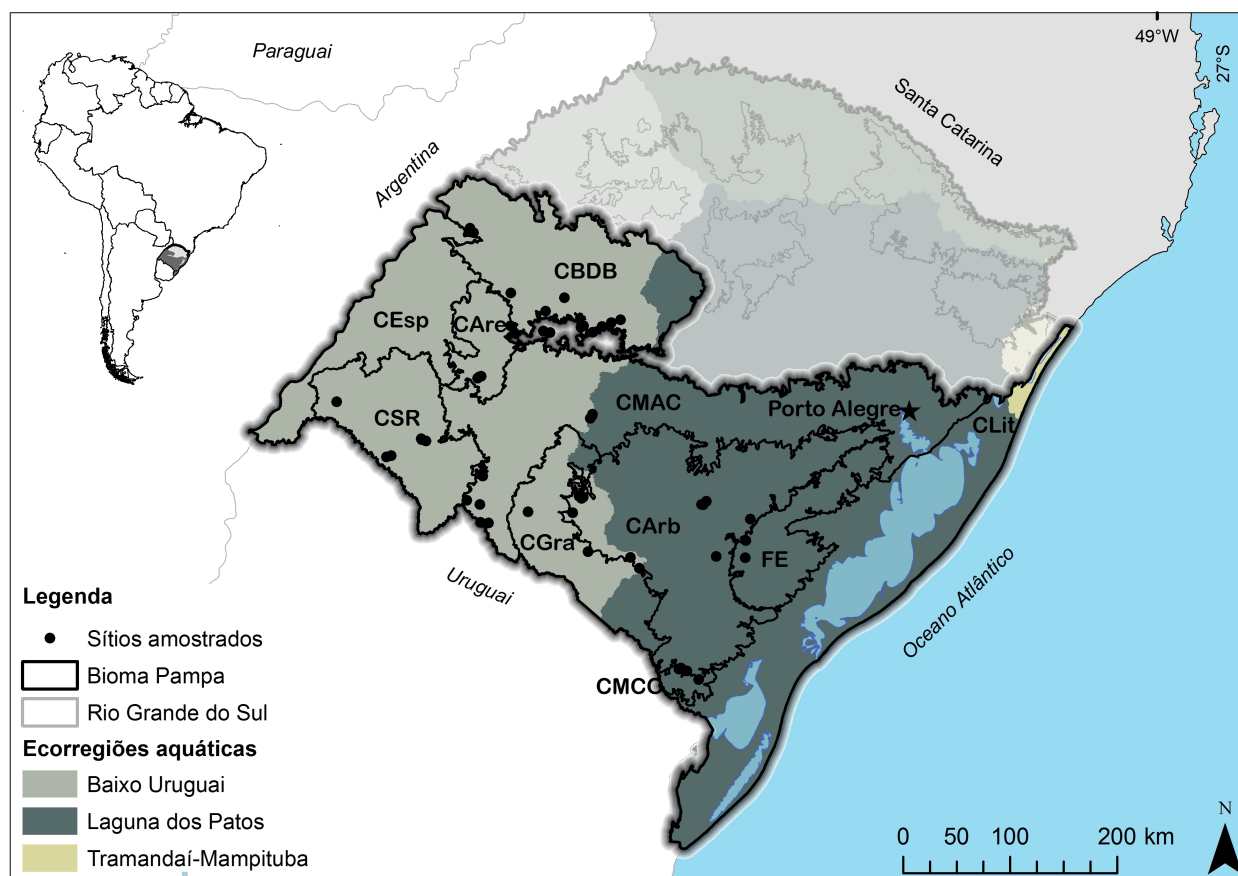 49°W
27°S
Paraguai
Santa Catarina
Argentina
CBDB
CEsp
CAre
CSR
CMAC
Porto Alegre
CLit
CArb
CGra
FE
Uruguai
Oceano Atlântico
CMCC
Legenda
Sítios amostrados
Bioma Pampa
Rio Grande do Sul
Ecorregiões aquáticas
Baixo Uruguai
Laguna dos Patos
Tramandaí-Mampituba
N
0 50 100 200 km